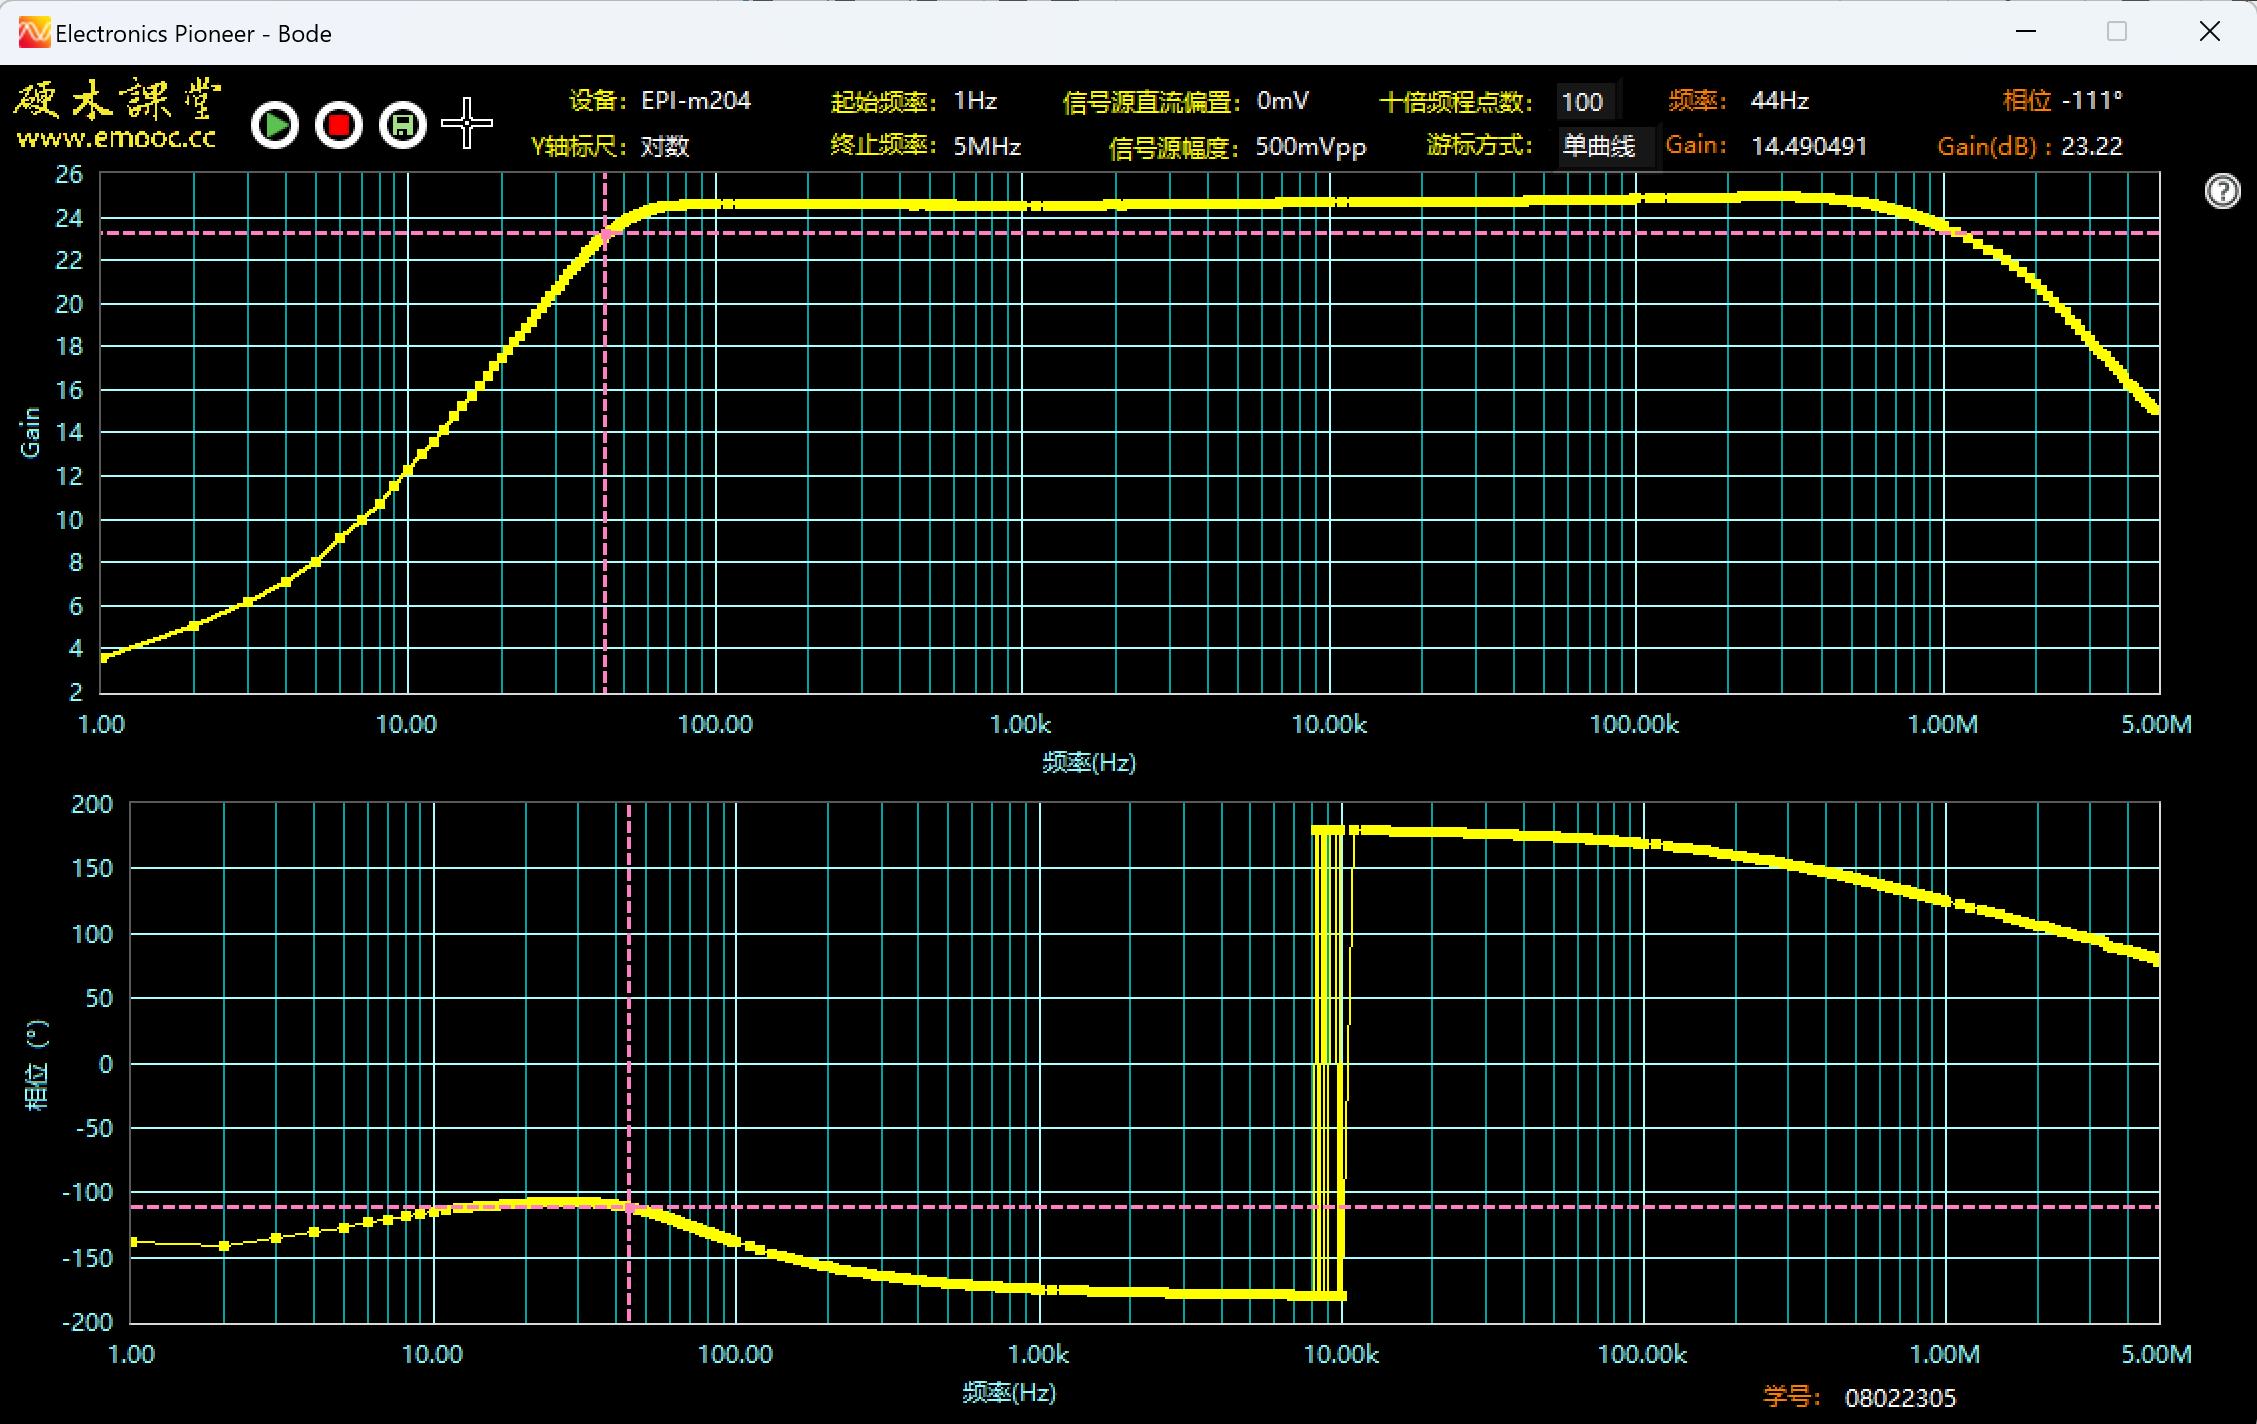 Electronics Pioneer - Bode
硬木課堂
www.emooc.cc
设备: EPI-m204 起始频率: 1Hz 信号源直流偏置: 0mV 十倍频程点数: 100 频率: 44Hz 相位 -111°
Y轴标尺: 对数 终止频率: 5MHz 信号源幅度: 500mVpp 游标方式: 单曲线 Gain: 14.490491 Gain(dB) : 23.22
?
26
24
22
20
18
16
14
12
10
8
6
4
2
Gain
1.00 10.00 100.00 1.00k 10.00k 100.00k 1.00M 5.00M
频率(Hz)
200
150
100
50
0
-50
-100
-150
-200
相位 (°)
1.00 10.00 100.00 1.00k 10.00k 100.00k 1.00M 5.00M
频率(Hz)
学号: 08022305